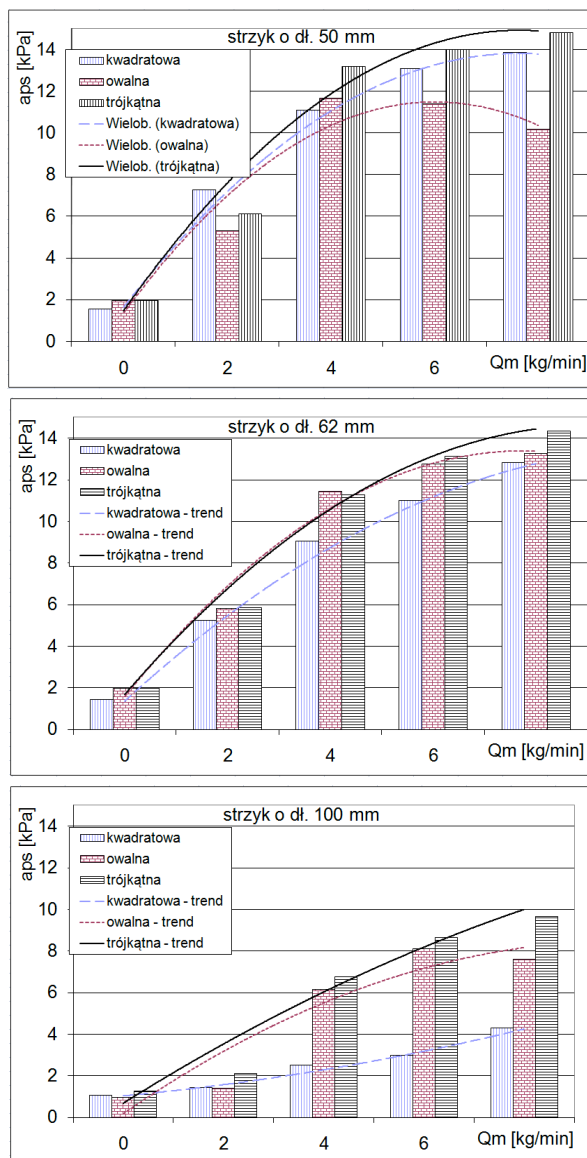 strzyk o dł. 50 mm
aps [kPa]
14
12
10
8
6
4
2
0
kwadratowa
owalna
trójkątna
Wielob. (kwadratowa)
Wielob. (owalna)
Wielob. (trójkątna)
0 2 4 6 Qm [kg/min]
strzyk o dł. 62 mm
aps [kPa]
14
12
10
8
6
4
2
0
kwadratowa
owalna
trójkątna
kwadratowa - trend
owalna - trend
trójkątna - trend
0 2 4 6 Qm [kg/min]
strzyk o dł. 100 mm
aps [kPa]
14
12
10
8
6
4
2
0
kwadratowa
owalna
trójkątna
kwadratowa - trend
owalna - trend
trójkątna - trend
0 2 4 6 Qm [kg/min]